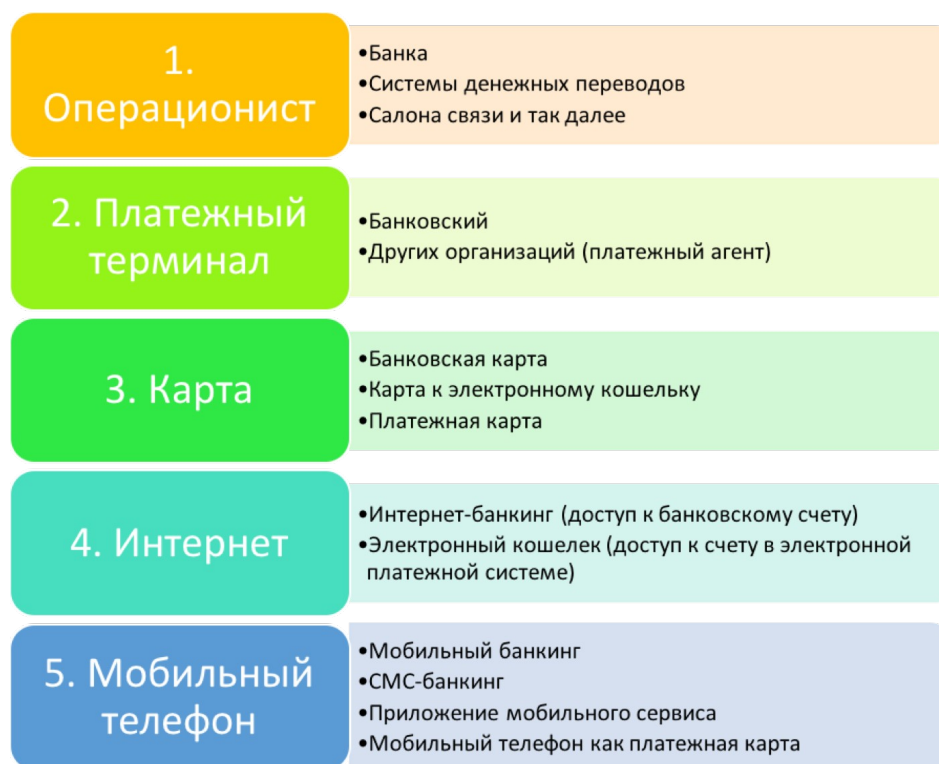 1.
Операционист
•Банка
•Системы денежных переводов
•Салона связи и так далее
2. Платежный
терминал
•Банковский
•Других организаций (платежный агент)
3. Карта
•Банковская карта
•Карта к электронному кошельку
•Платежная карта
4. Интернет
•Интернет-банкинг (доступ к банковскому счету)
•Электронный кошелек (доступ к счету в электронной
платежной системе)
5. Мобильный
телефон
•Мобильный банкинг
•СМС-банкинг
•Приложение мобильного сервиса
•Мобильный телефон как платежная карта